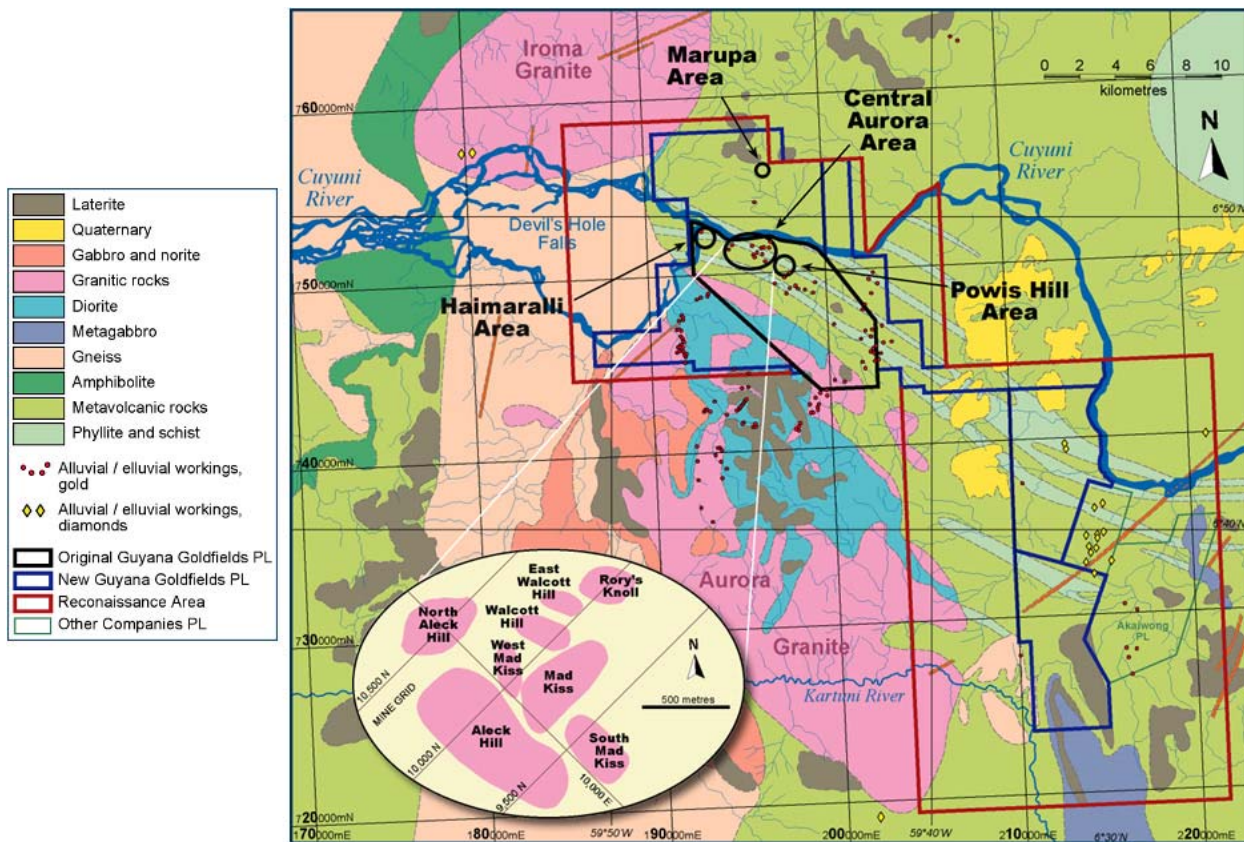 Laterite
Quaternary
Gabbro and norite
Granitic rocks
Diorite
Metagabbro
Gneiss
Amphibolite
Metavolcanic rocks
Phyllite and schist
Alluvial / elluvial workings,
gold
Alluvial / elluvial workings,
diamonds
Original Guyana Goldfields PL
New Guyana Goldfields PL
Reconaissance Area
Other Companies PL
Iroma
Granite
Marupa
Area
Central
Aurora
Area
0 2 4 6 8 10
kilometres
N
760000mN
Cuyuni
River
Cuyuni
River
Devil's Hole
Falls
6°50'N
750000mN
Haimaralli
Area
Powis Hill
Area
740000mN
6°40'N
Aurora
Granite
Akaiwong
PL
730000mN
Kartuni River
East
Walcott
Hill
Rory's
Knoll
North
Aleck
Hill
Walcott
Hill
West
Mad
Kiss
Mad
Kiss
N
500 metres
10,500 N
MINE GRID
Aleck
Hill
South
Mad
Kiss
10,000 N
9,500 N
10,000 E
720000mN
170000mE
180000mE
59°50'W
190000mE
200000mE
59°40'W
210000mE
6°30'N
220000mE